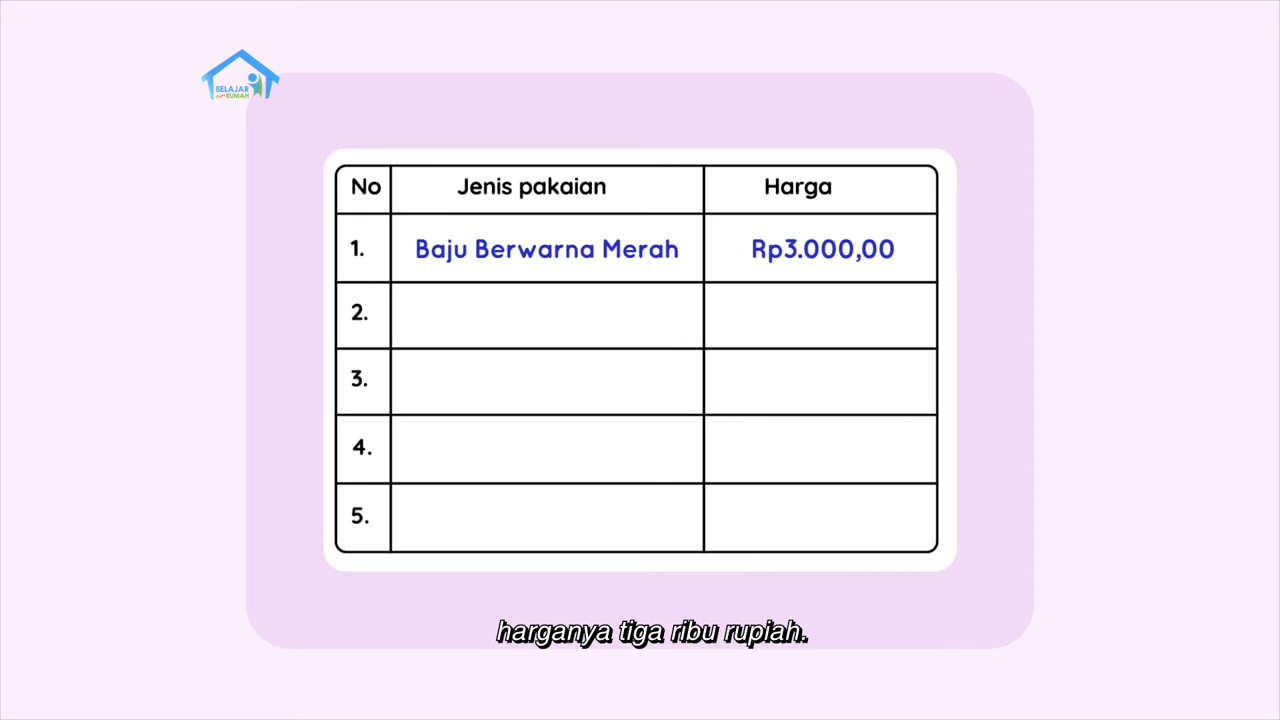 BELAJAR
dari RUMAH
No Jenis pakaian Harga
1. Baju Berwarna Merah Rp3.000,00
2.
3.
4.
5.
harganya tiga ribu rupiah.